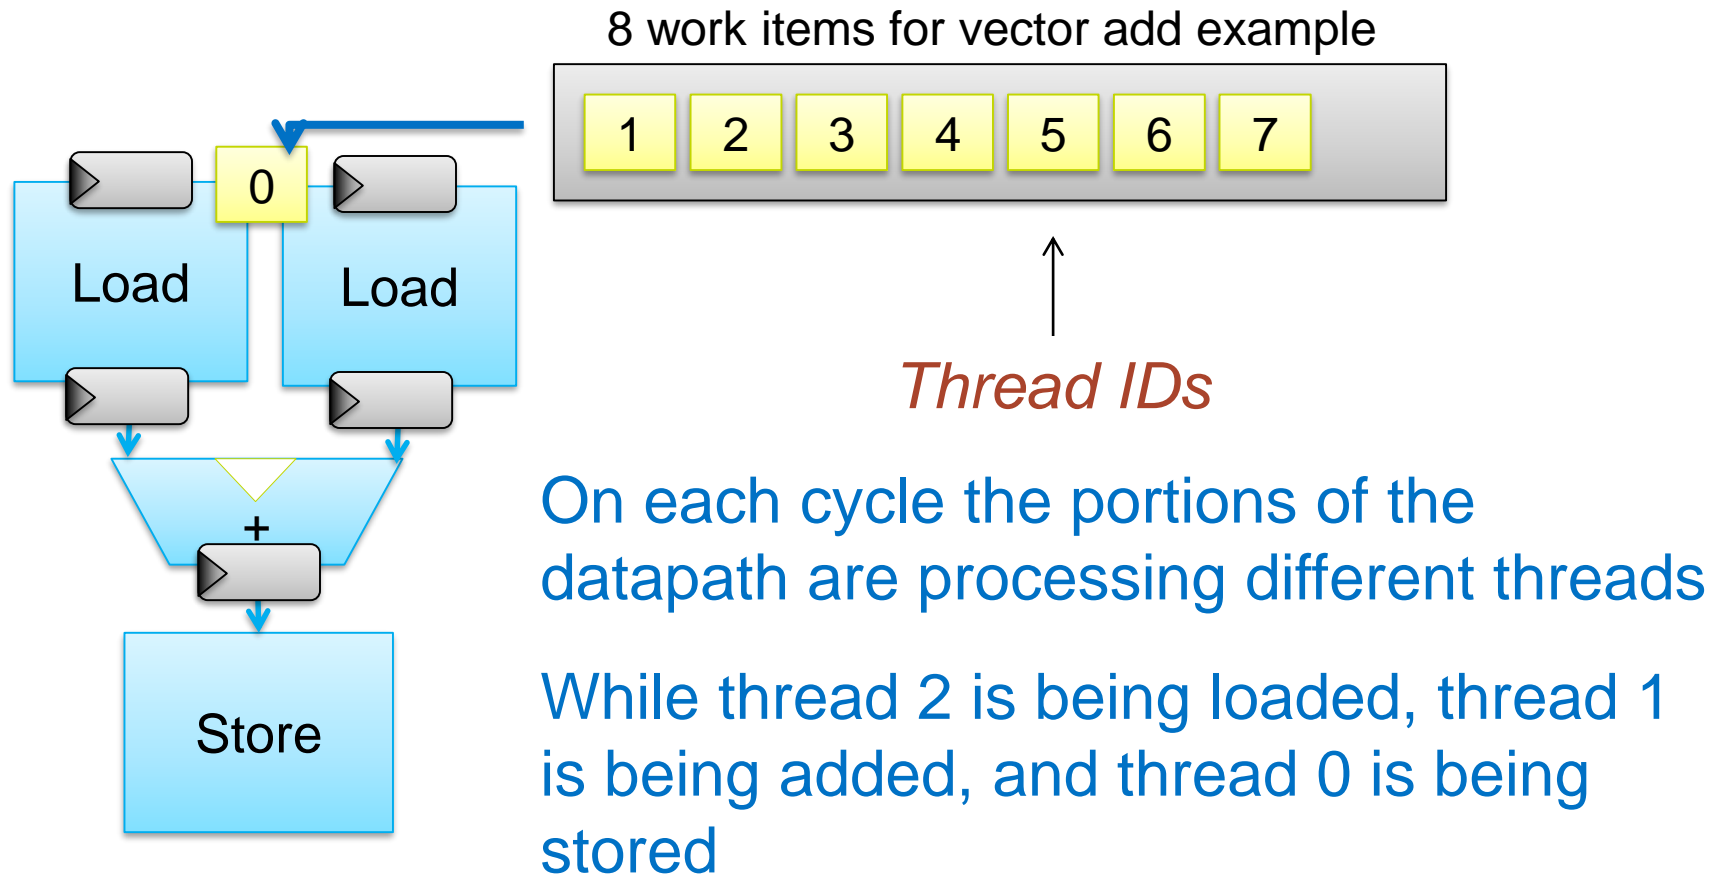 8 work items for vector add example
0
1 2 3 4 5 6 7
Load Load
Thread IDs
+
Store
On each cycle the portions of the
datapath are processing different threads
While thread 2 is being loaded, thread 1
is being added, and thread 0 is being
stored